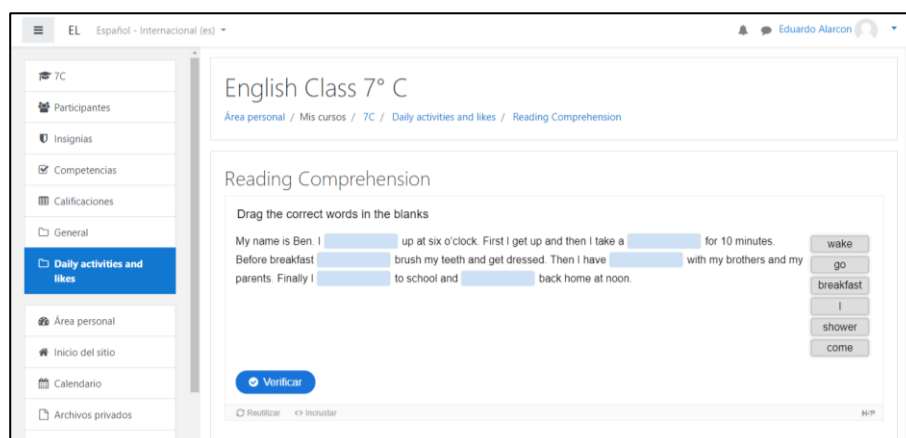 EL Español - Internacional (es)
Eduardo Alarcon
7C
Participantes
Insignias
Competencias
Calificaciones
General
Daily activities and
likes
Área personal
Inicio del sitio
Calendario
Archivos privados
English Class 7° C
Área personal / Mis cursos / 7C / Daily activities and likes / Reading Comprehension
Reading Comprehension
Drag the correct words in the blanks
My name is Ben. I up at six o'clock. First I get up and then I take a for 10 minutes.
Before breakfast brush my teeth and get dressed. Then I have with my brothers and my
parents. Finally I to school and back home at noon.
wake
go
breakfast
I
shower
come
Verificar
Reutilizar <> Incrustar
H5P